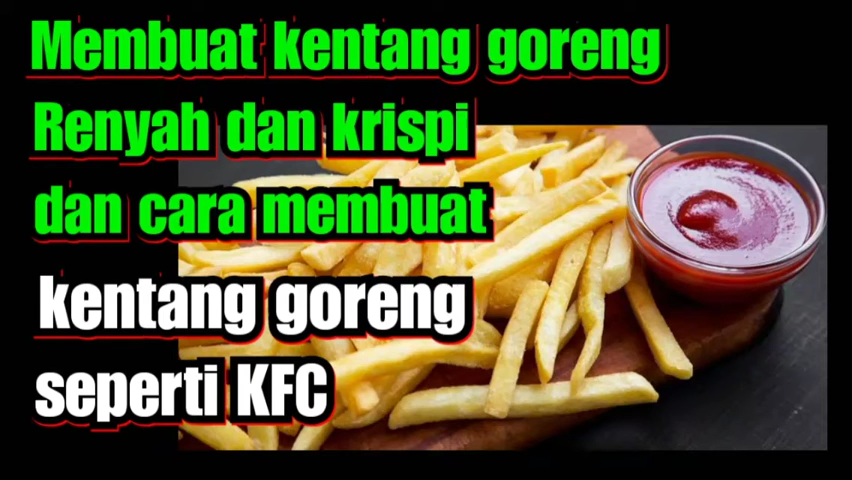 Membuat kentang goreng
Renyah dan krispi
dan cara membuat
kentang goreng
seperti KFC